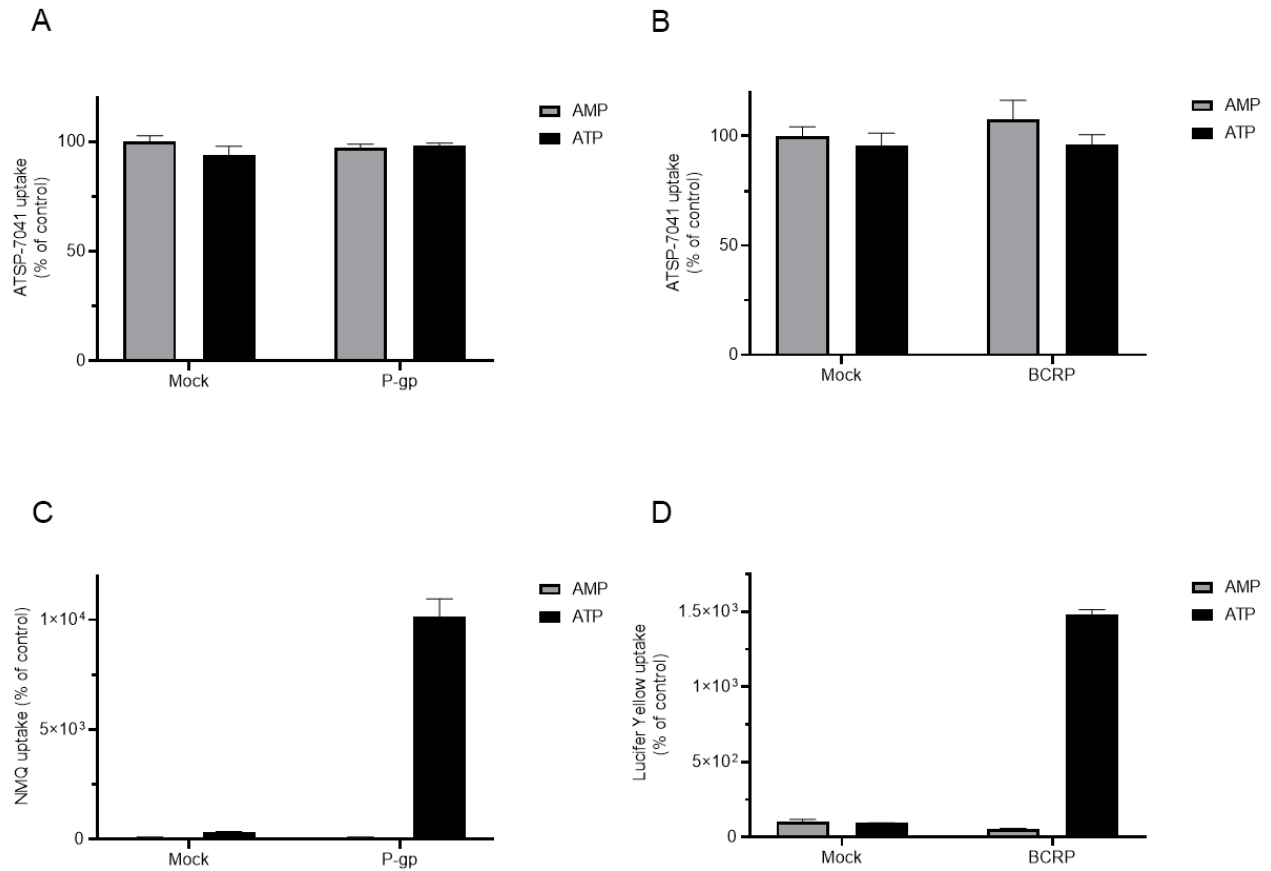 A
ATSP-7041 uptake
(% of control)
100
50
0
Mock
P-gp
AMP
ATP
B
ATSP-7041 uptake
(% of control)
100
50
0
Mock
BCRP
AMP
ATP
C
NMQ uptake (% of control)
1×10⁴
5×10³
0
Mock
P-gp
AMP
ATP
D
Lucifer Yellow uptake
(% of control)
1.5×10³
1×10³
5×10²
0
Mock
BCRP
AMP
ATP